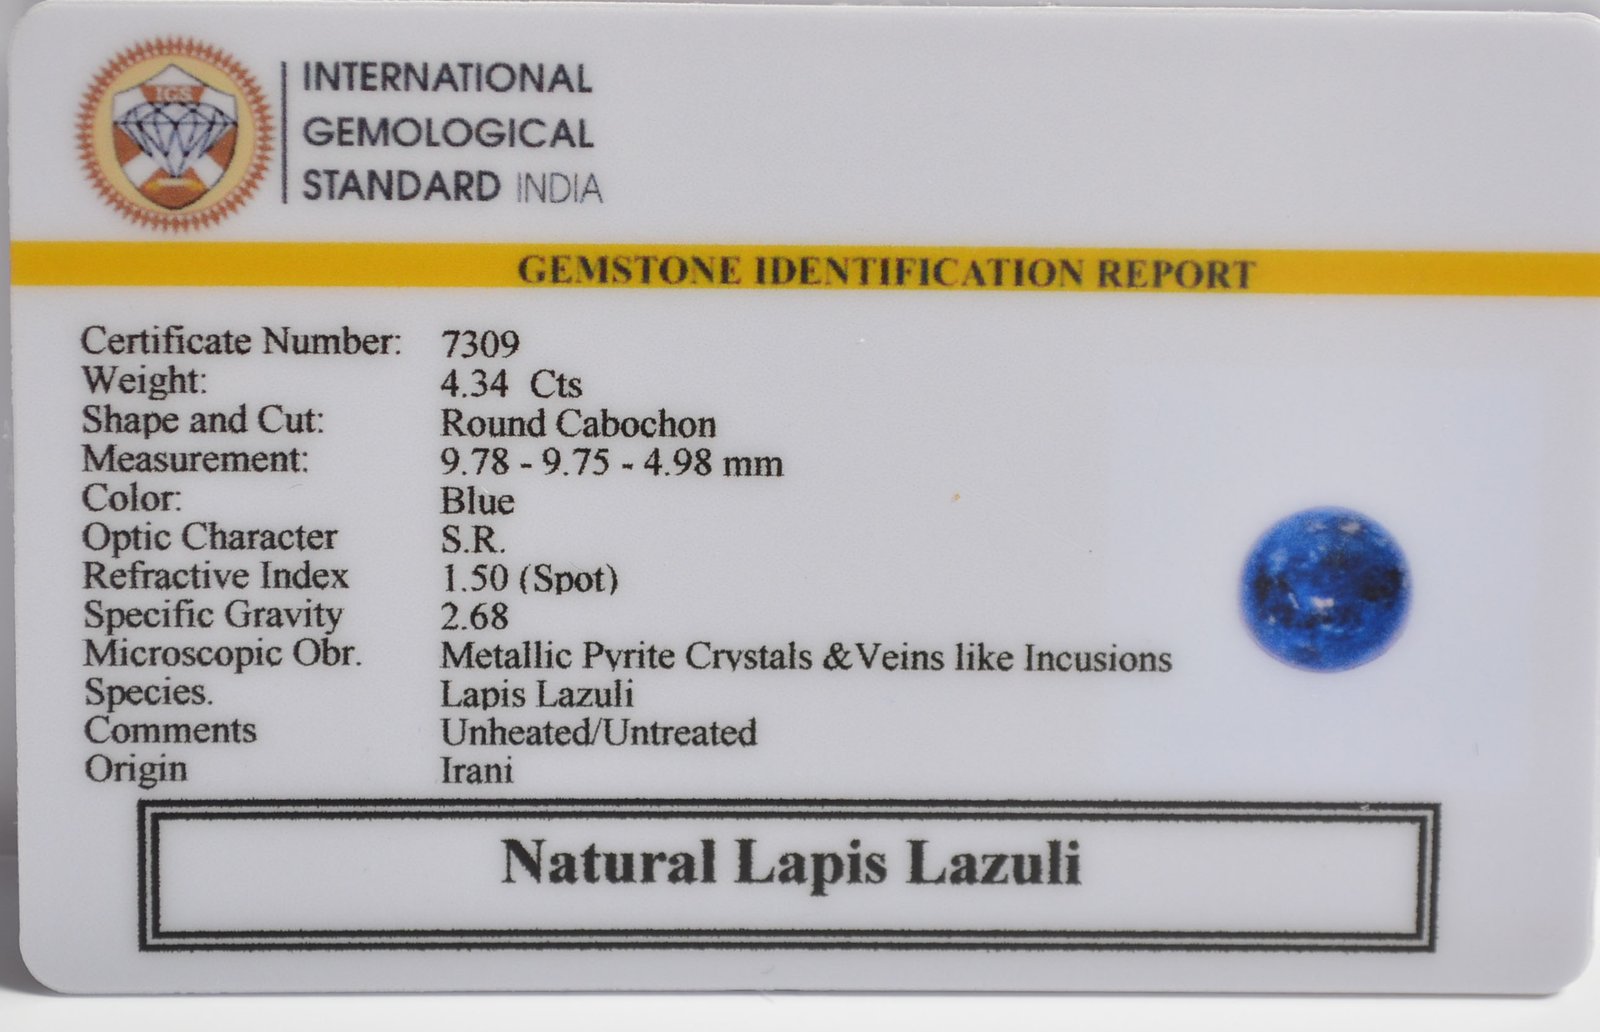 IGS
INTERNATIONAL
GEMOLOGICAL
STANDARD INDIA
GEMSTONE IDENTIFICATION REPORT
Certificate Number: 7309
Weight: 4.34 Cts
Shape and Cut: Round Cabochon
Measurement: 9.78 - 9.75 - 4.98 mm
Color: Blue
Optic Character S.R.
Refractive Index 1.50 (Spot)
Specific Gravity 2.68
Microscopic Obr. Metallic Pyrite Crystals &Veins like Incusions
Species. Lapis Lazuli
Comments Unheated/Untreated
Origin Irani
Natural Lapis Lazuli